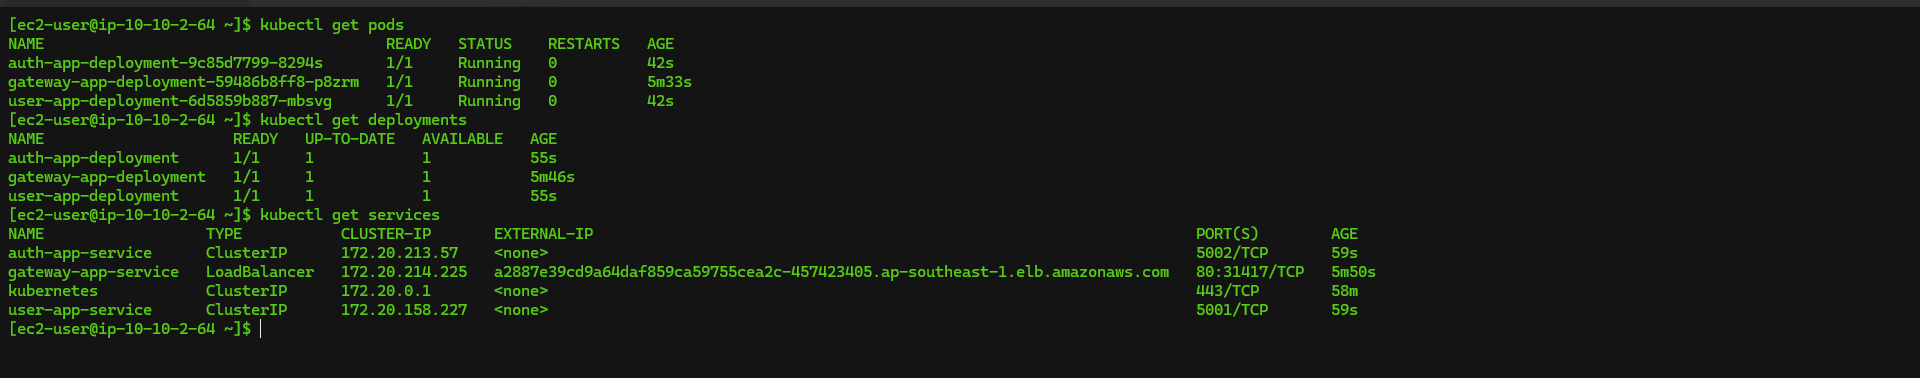 [ec2-user@ip-10-10-2-64 ~]$ kubectl get pods
NAME READY STATUS RESTARTS AGE
auth-app-deployment-9c85d7799-8294s 1/1 Running 0 42s
gateway-app-deployment-59486b8ff8-p8zrm 1/1 Running 0 5m33s
user-app-deployment-6d5859b887-mbsvg 1/1 Running 0 42s
[ec2-user@ip-10-10-2-64 ~]$ kubectl get deployments
NAME READY UP-TO-DATE AVAILABLE AGE
auth-app-deployment 1/1 1 1 55s
gateway-app-deployment 1/1 1 1 5m46s
user-app-deployment 1/1 1 1 55s
[ec2-user@ip-10-10-2-64 ~]$ kubectl get services
NAME TYPE CLUSTER-IP EXTERNAL-IP PORT(S) AGE
auth-app-service ClusterIP 172.20.213.57 <none> 5002/TCP 59s
gateway-app-service LoadBalancer 172.20.214.225 a2887e39cd9a64daf859ca59755cea2c-457423405.ap-southeast-1.elb.amazonaws.com 80:31417/TCP 5m50s
kubernetes ClusterIP 172.20.0.1 <none> 443/TCP 58m
user-app-service ClusterIP 172.20.158.227 <none> 5001/TCP 59s
[ec2-user@ip-10-10-2-64 ~]$